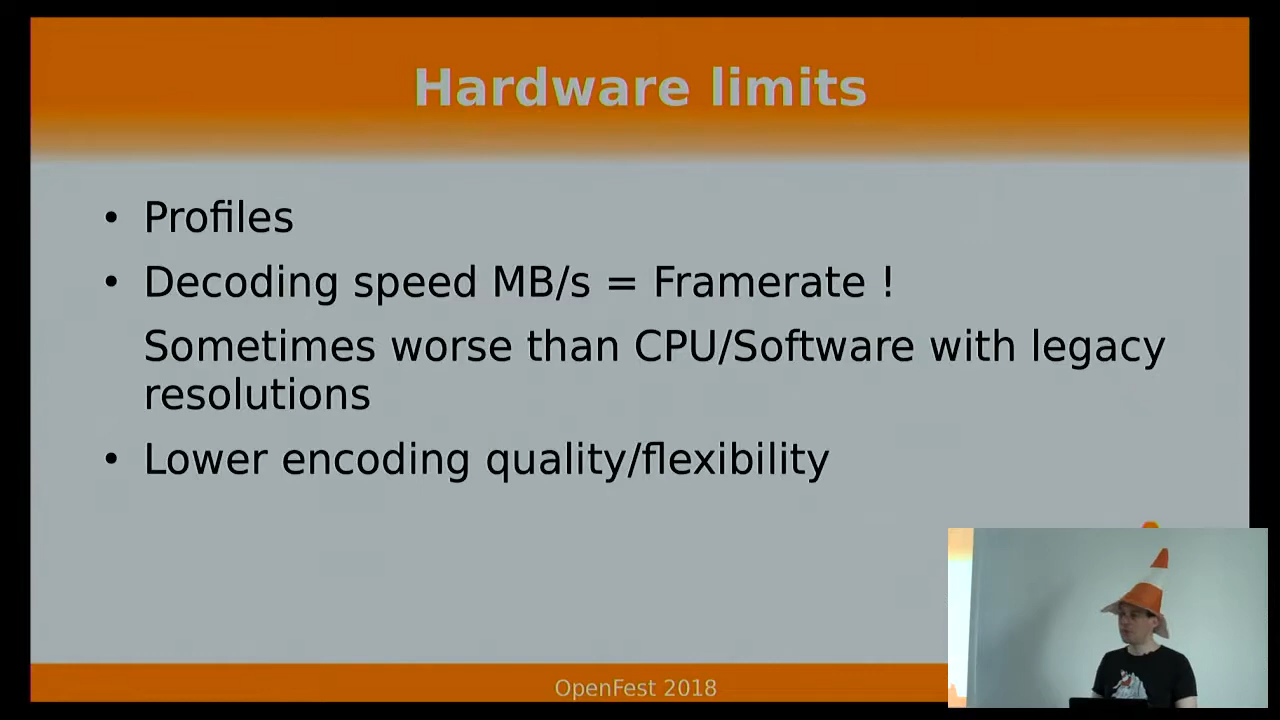 Hardware limits
• Profiles
• Decoding speed MB/s = Framerate !
Sometimes worse than CPU/Software with legacy
resolutions
• Lower encoding quality/flexibility
OpenFest 2018